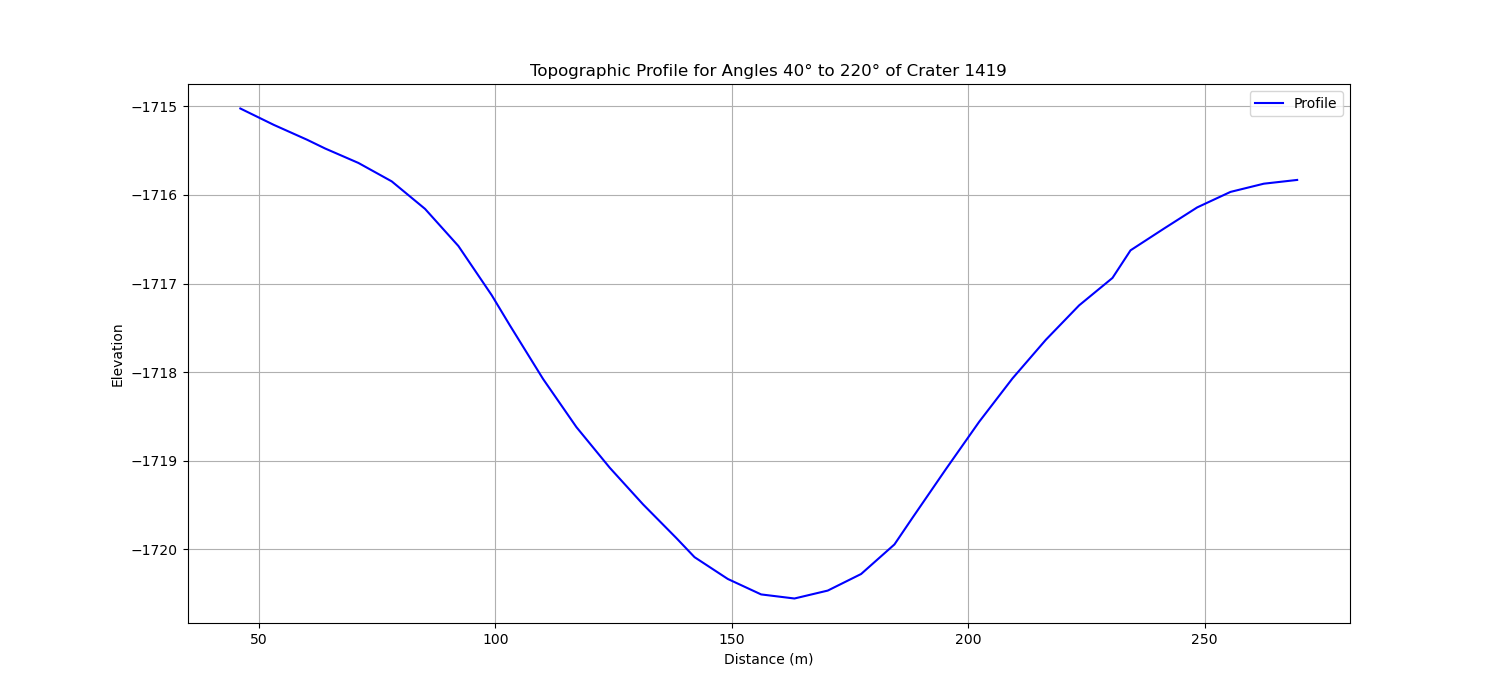 Topographic Profile for Angles 40° to 220° of Crater 1419
Profile
−1715
−1716
−1717
−1718
−1719
−1720
Elevation
50 100 150 200 250
Distance (m)